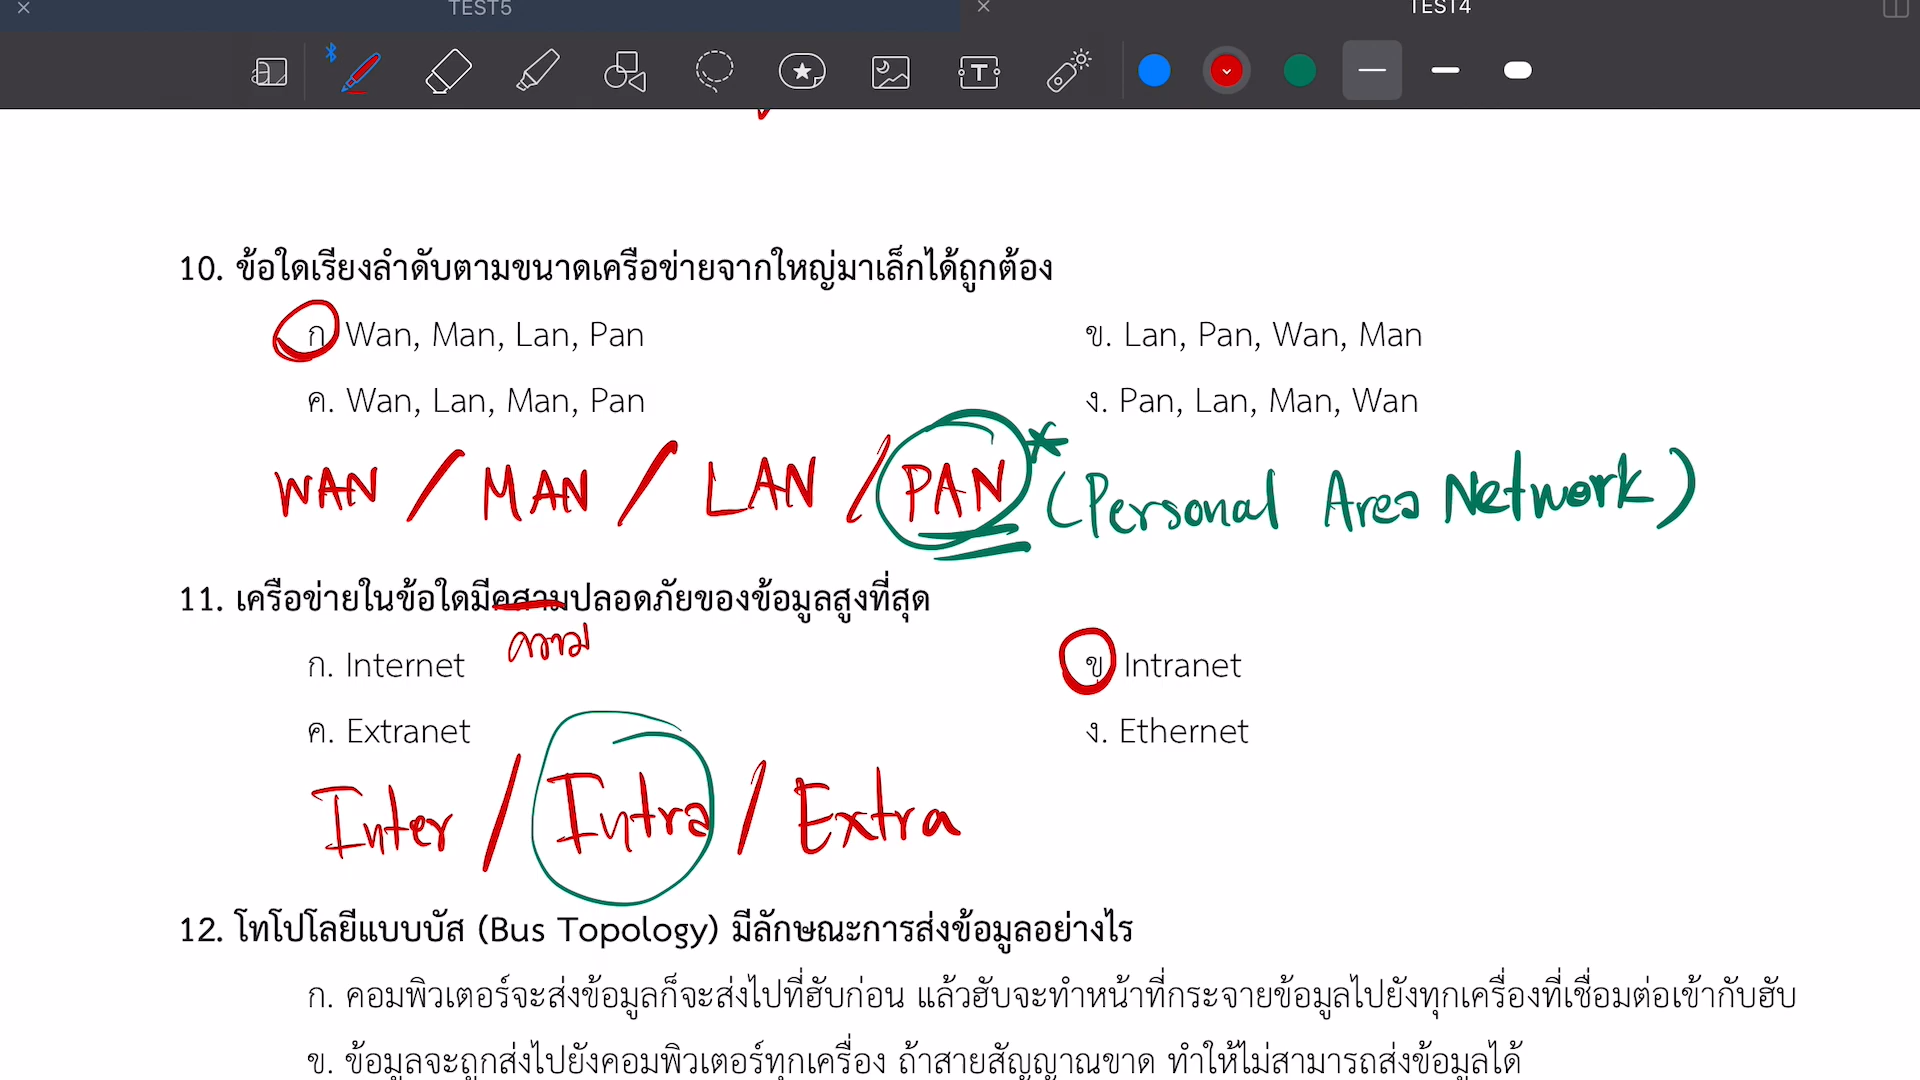 TEST5
TEST4
10. ข้อใดเรียงลำดับตามขนาดเครือข่ายจากใหญ่มาเล็กได้ถูกต้อง
ก Wan, Man, Lan, Pan
ข. Lan, Pan, Wan, Man
ค. Wan, Lan, Man, Pan
ง. Pan, Lan, Man, Wan
WAN / MAN / LAN / PAN * (Personal Area Network)
11. เครือข่ายในข้อใดมีคสามปลอดภัยของข้อมูลสูงที่สุด
ความ
ก. Internet
ข Intranet
ค. Extranet
ง. Ethernet
Inter / Intra / Extra
12. โทโปโลยีแบบบัส (Bus Topology) มีลักษณะการส่งข้อมูลอย่างไร
ก. คอมพิวเตอร์จะส่งข้อมูลก็จะส่งไปที่ฮับก่อน แล้วฮับจะทำหน้าที่กระจายข้อมูลไปยังทุกเครื่องที่เชื่อมต่อเข้ากับฮับ
ข. ข้อมูลจะถูกส่งไปยังคอมพิวเตอร์ทุกเครื่อง ถ้าสายสัญญาณขาด ทำให้ไม่สามารถส่งข้อมูลได้